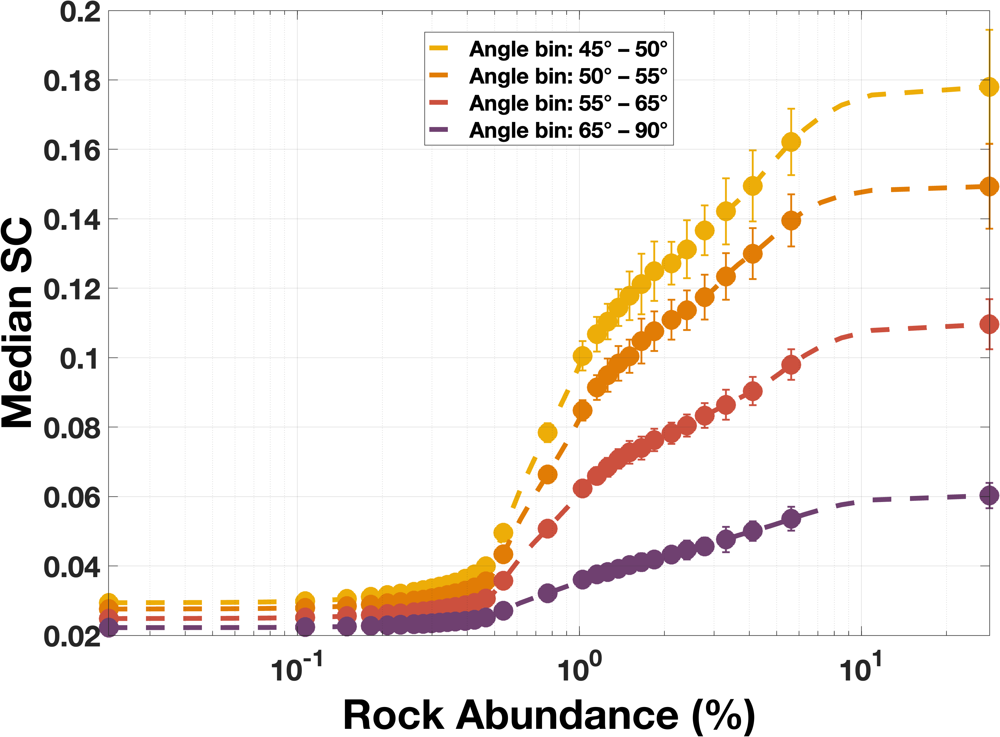 0.2
0.18
0.16
0.14
0.12
0.1
0.08
0.06
0.04
0.02
Median SC
Angle bin: 45° – 50°
Angle bin: 50° – 55°
Angle bin: 55° – 65°
Angle bin: 65° – 90°
10⁻¹
10⁰
10¹
Rock Abundance (%)